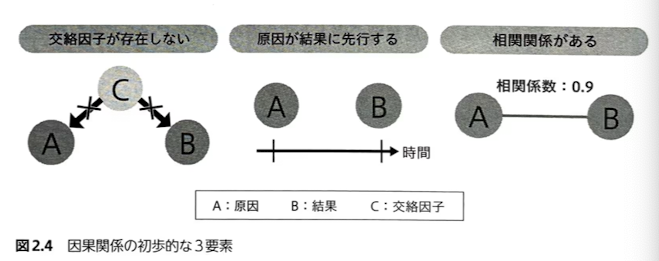 交絡因子が存在しない
原因が結果に先行する
相関関係がある
C
A
B
A
B
時間
相関係数：0.9
A
B
A：原因 B：結果 C：交絡因子
図2.4 因果関係の初歩的な３要素